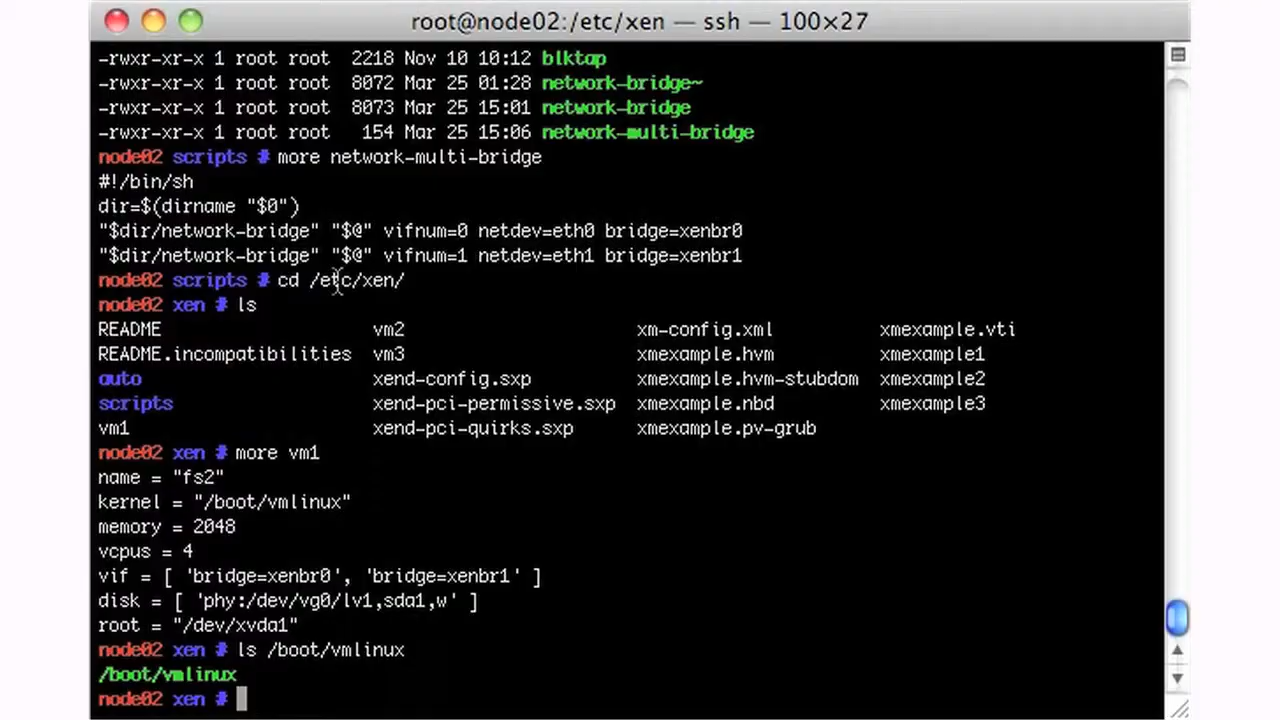 root@node02:/etc/xen — ssh — 100×27
-rwxr-xr-x 1 root root  2218 Nov 10 10:12 blktap
-rwxr-xr-x 1 root root  8072 Mar 25 01:28 network-bridge~
-rwxr-xr-x 1 root root  8073 Mar 25 15:01 network-bridge
-rwxr-xr-x 1 root root   154 Mar 25 15:06 network-multi-bridge
node02 scripts # more network-multi-bridge
#!/bin/sh
dir=$(dirname "$0")
"$dir/network-bridge" "$@" vifnum=0 netdev=eth0 bridge=xenbr0
"$dir/network-bridge" "$@" vifnum=1 netdev=eth1 bridge=xenbr1
node02 scripts # cd /etc/xen/
node02 xen # ls
README                    vm2                      xm-config.xml          xmexample.vti
README.incompatibilities  vm3                      xmexample.hvm          xmexample1
auto                      xend-config.sxp          xmexample.hvm-stubdom  xmexample2
scripts                   xend-pci-permissive.sxp  xmexample.nbd          xmexample3
vm1                       xend-pci-quirks.sxp      xmexample.pv-grub
node02 xen # more vm1
name = "fs2"
kernel = "/boot/vmlinux"
memory = 2048
vcpus = 4
vif = [ 'bridge=xenbr0', 'bridge=xenbr1' ]
disk = [ 'phy:/dev/vg0/lv1,sda1,w' ]
root = "/dev/xvda1"
node02 xen # ls /boot/vmlinux
/boot/vmlinux
node02 xen #